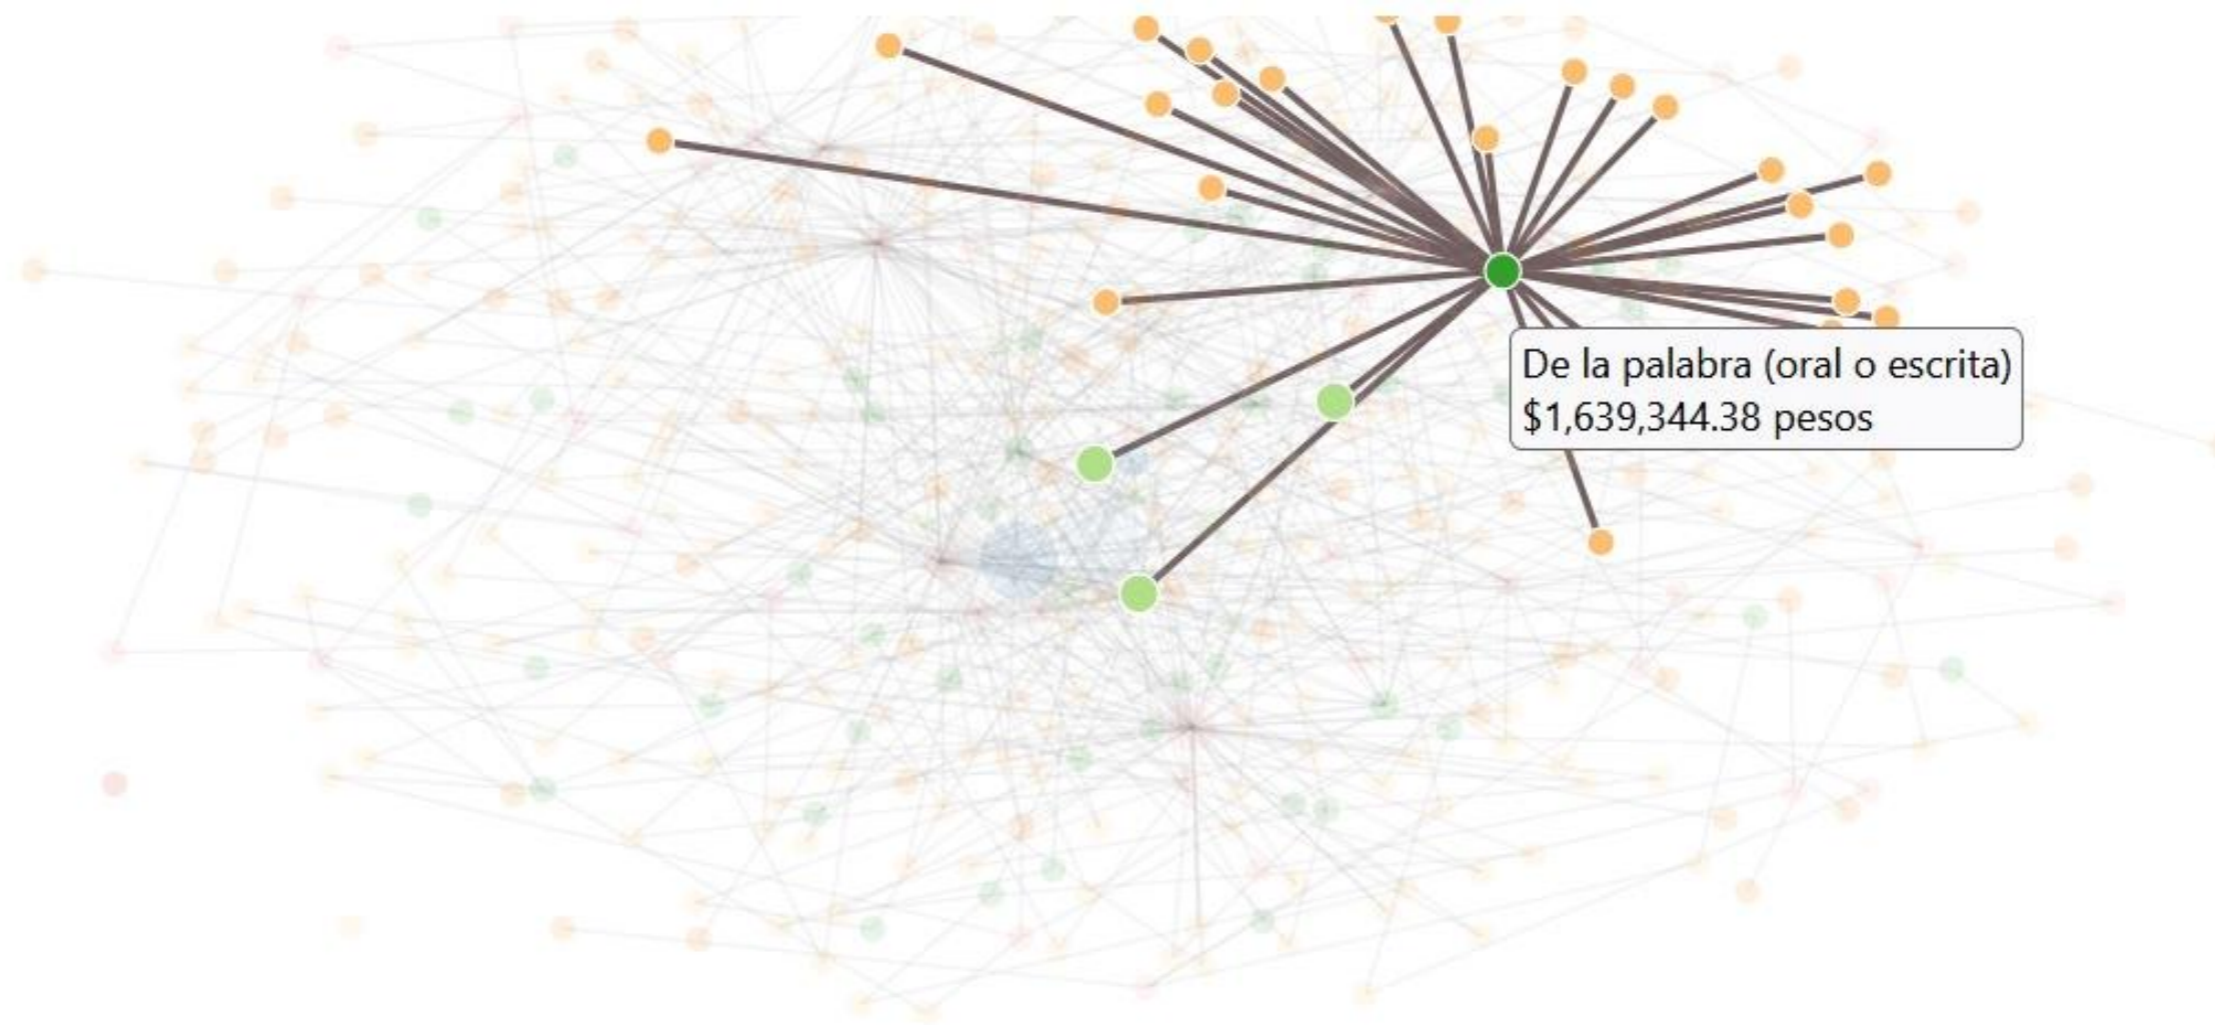 De la palabra (oral o escrita)
$1,639,344.38 pesos